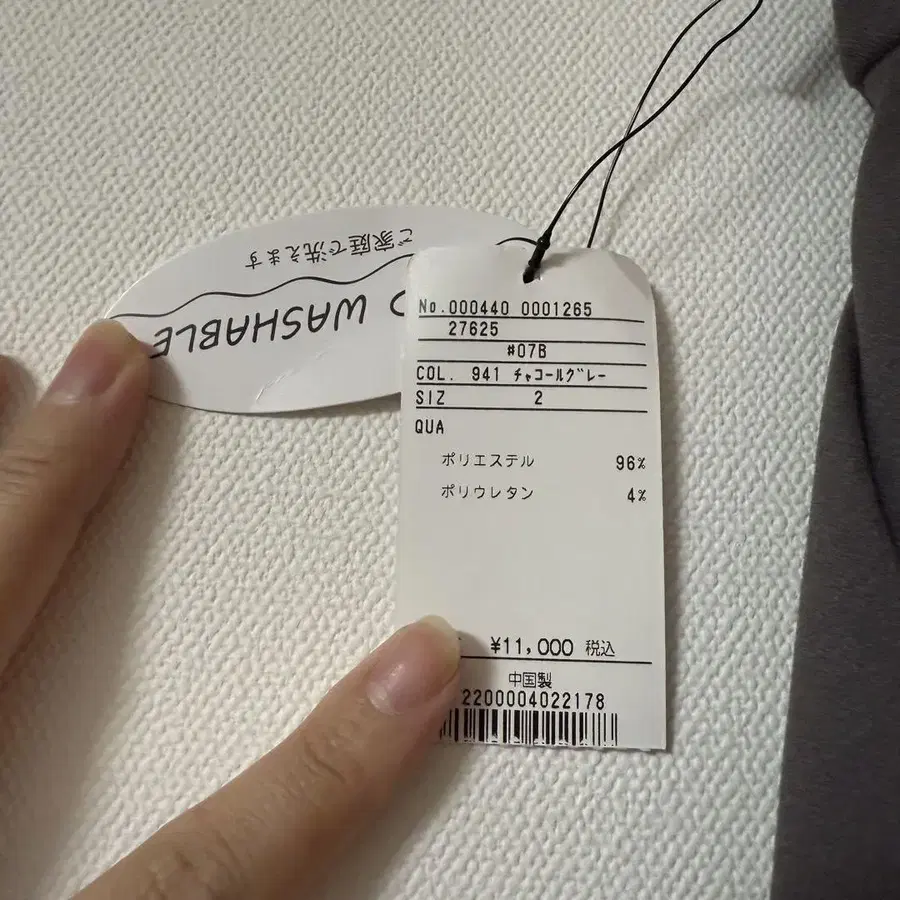 ご家庭で洗えます
WASHABLE
No.000440 0001265
27625
#07B
COL. 941 ﾁｬｺｰﾙｸﾞﾚｰ
SIZ 2
QUA
ポリエステル 96%
ポリウレタン 4%
¥11,000 税込
中国製
2200004022178